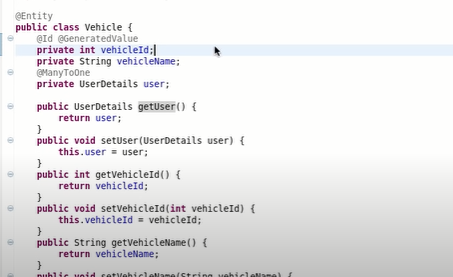 @Entity
public class Vehicle {
@Id @GeneratedValue
private int vehicleId;
private String vehicleName;
@ManyToOne
private UserDetails user;
public UserDetails getUser() {
return user;
}
public void setUser(UserDetails user) {
this.user = user;
}
public int getVehicleId() {
return vehicleId;
}
public void setVehicleId(int vehicleId) {
this.vehicleId = vehicleId;
}
public String getVehicleName() {
return vehicleName;
}
public void setVehicleName(String vehicleName) {